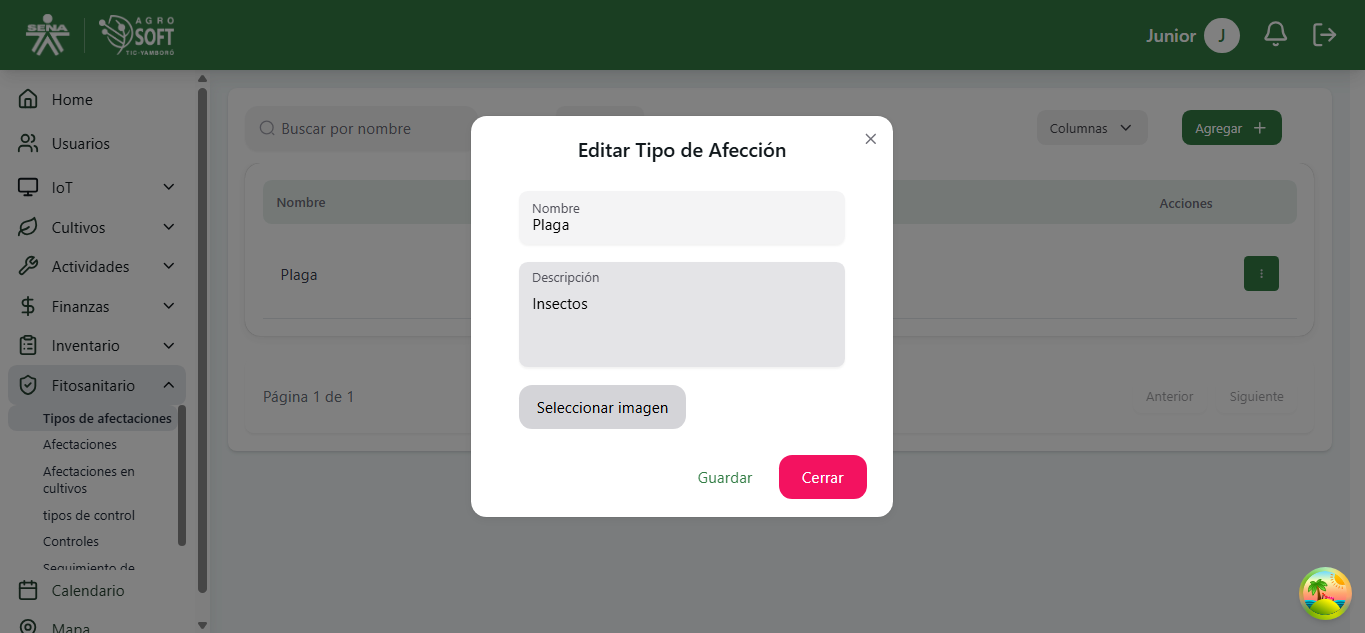 SENA
AGRO
SOFT
TIC-YAMBORÓ
Junior
J
Home
Usuarios
IoT
Cultivos
Actividades
Finanzas
Inventario
Fitosanitario
Tipos de afectaciones
Afectaciones
Afectaciones en
cultivos
tipos de control
Controles
Seguimiento de
Calendario
Mapa
Buscar por nombre
Columnas
Agregar
Nombre
Acciones
Plaga
Página 1 de 1
Anterior
Siguiente
Editar Tipo de Afección
Nombre
Plaga
Descripción
Insectos
Seleccionar imagen
Guardar
Cerrar